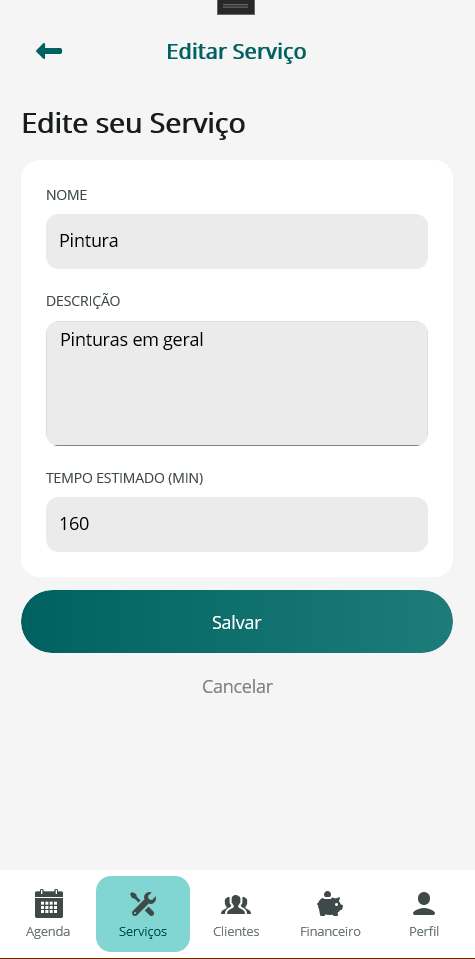 Editar Serviço
Edite seu Serviço
NOME
Pintura
DESCRIÇÃO
Pinturas em geral
TEMPO ESTIMADO (MIN)
160
Salvar
Cancelar
Agenda
Serviços
Clientes
Financeiro
Perfil